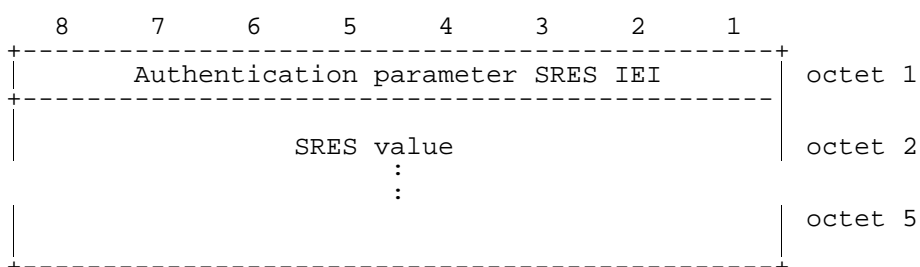 8 7 6 5 4 3 2 1
Authentication parameter SRES IEI octet 1
SRES value octet 2
:
:
octet 5